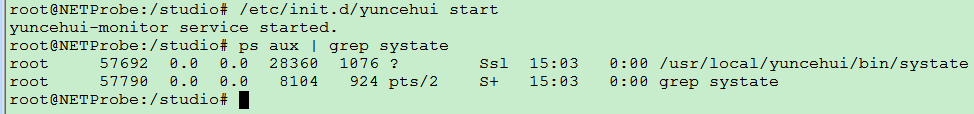 root@NETProbe:/studio# /etc/init.d/yuncehui start
yuncehui-monitor service started.
root@NETProbe:/studio# ps aux | grep systate
root       57692  0.0  0.0  28360  1076 ?        Ssl  15:03   0:00 /usr/local/yuncehui/bin/systate
root       57790  0.0  0.0   8104   924 pts/2    S+   15:03   0:00 grep systate
root@NETProbe:/studio#